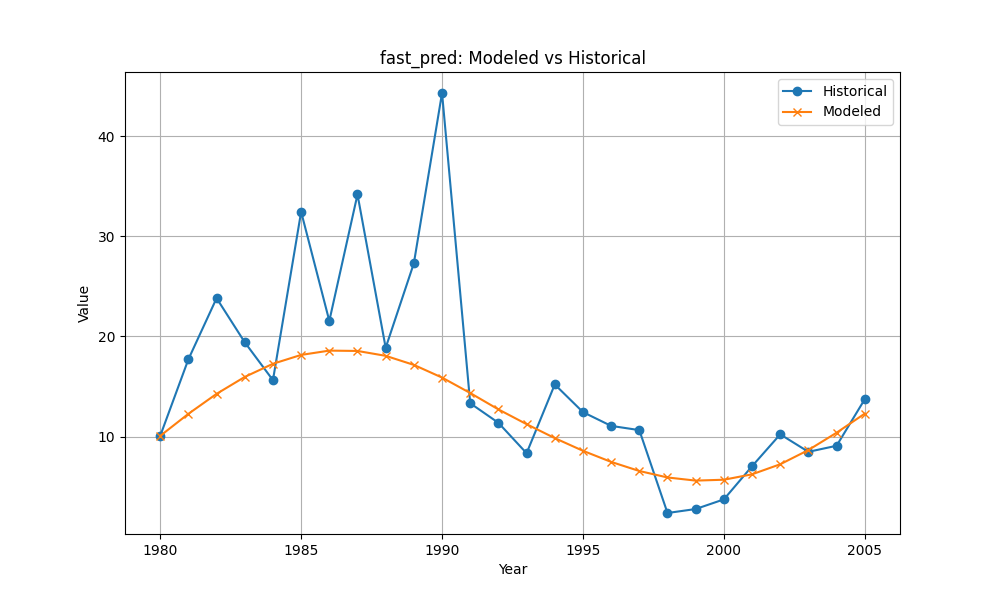 fast_pred: Modeled vs Historical
Historical
Modeled
Value
40
30
20
10
1980 1985 1990 1995 2000 2005
Year